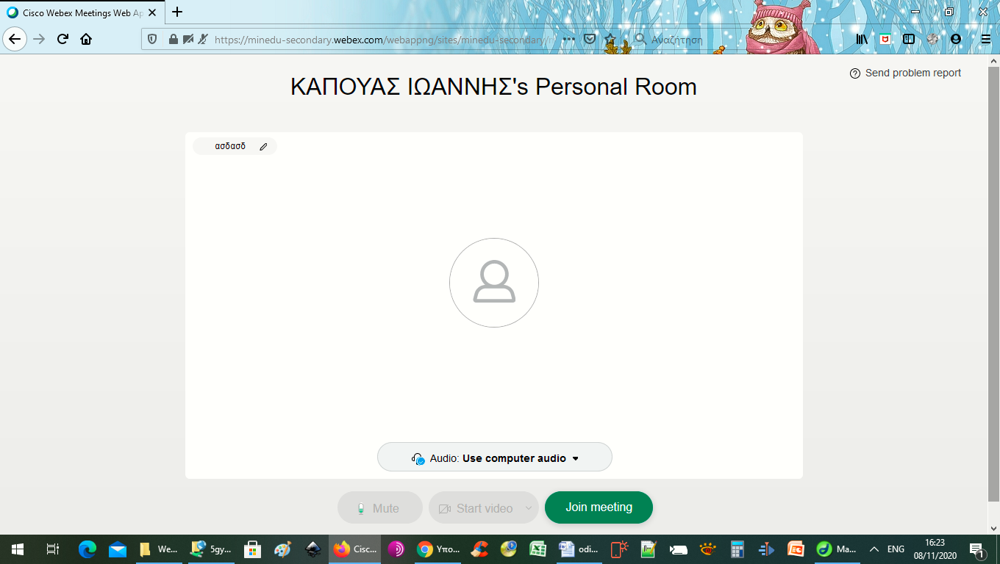 Cisco Webex Meetings Web Ap
https://minedu-secondary.webex.com/webappng/sites/minedu-secondary/
Αναζήτηση
Send problem report
ΚΑΠΟΥΑΣ ΙΩΑΝΝΗΣ's Personal Room
ασδασδ
Audio: Use computer audio
Mute
Start video
Join meeting
We...
5gy...
Cisc...
Υπο...
odi...
Ma...
ENG
16:23
08/11/2020
1